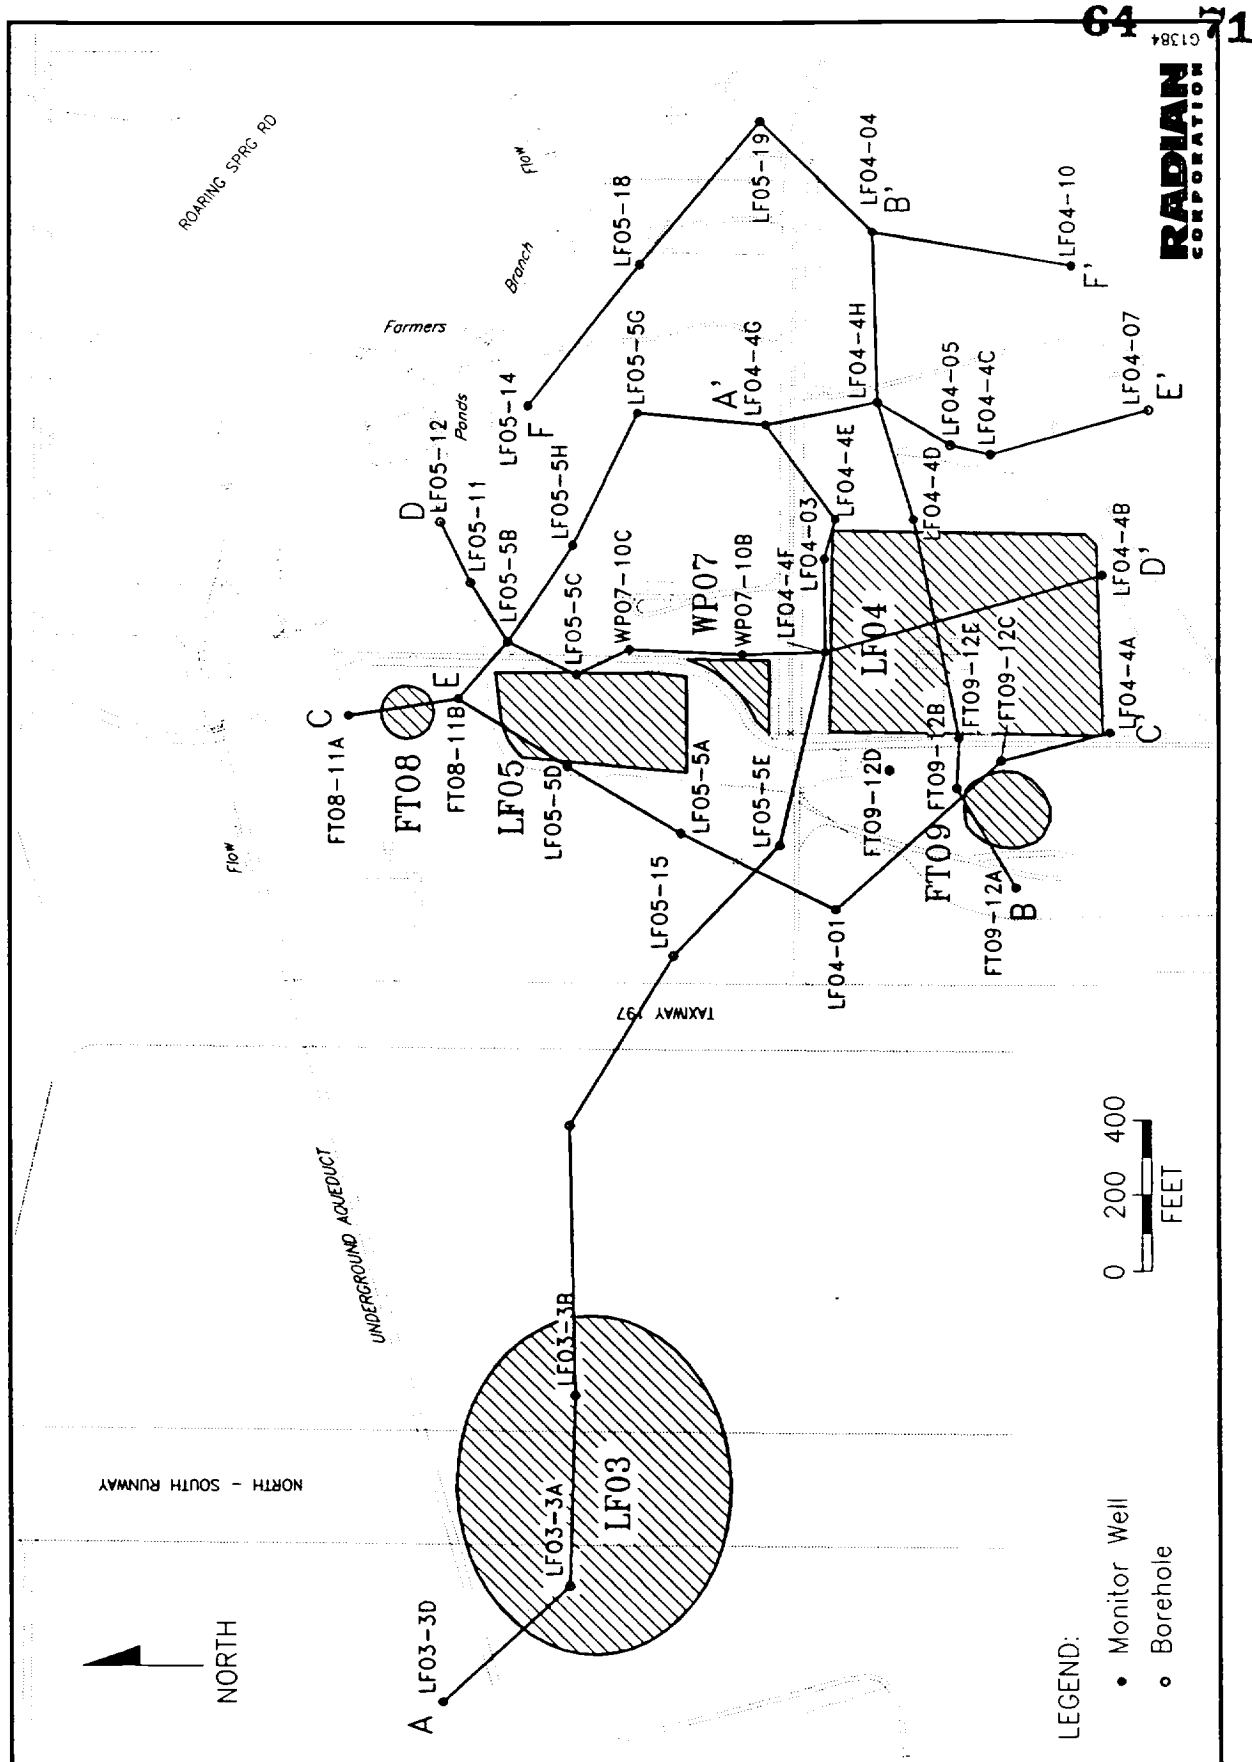 64 71
G1384
RADIAN
CORPORATION
ROARING SPRG RD
Flow
Branch
Farmers
Ponds
Flow
UNDERGROUND AQUEDUCT
NORTH - SOUTH RUNWAY
TAXIWAY 197
NORTH
A
LF03-3D
LF03-3A
LF03
LF03-3B
LF05-15
LF05-5E
LF05-5A
LF05-5D
LF05
FT08-11B
E
FT08
FT08-11A
C
D
LF05-12
LF05-11
LF05-5B
LF05-5C
WP07-10C
WP07
WP07-10B
LF05-14
F
LF05-5H
LF05-5G
LF05-18
LF05-19
A'
LF04-4G
LF04-4F
LF04-03
LF04-4E
LF04-4H
LF04-04
B'
LF04-10
F'
LF04-05
LF04-4C
LF04-07
E'
LF04-4D
LF04
LF04-4B
D'
FT09-12E
FT09-12C
LF04-4A
C'
FT09-12D
FT09-12B
FT09
FT09-12A
B
LF04-01
0 200 400
FEET
LEGEND:
Monitor Well
Borehole